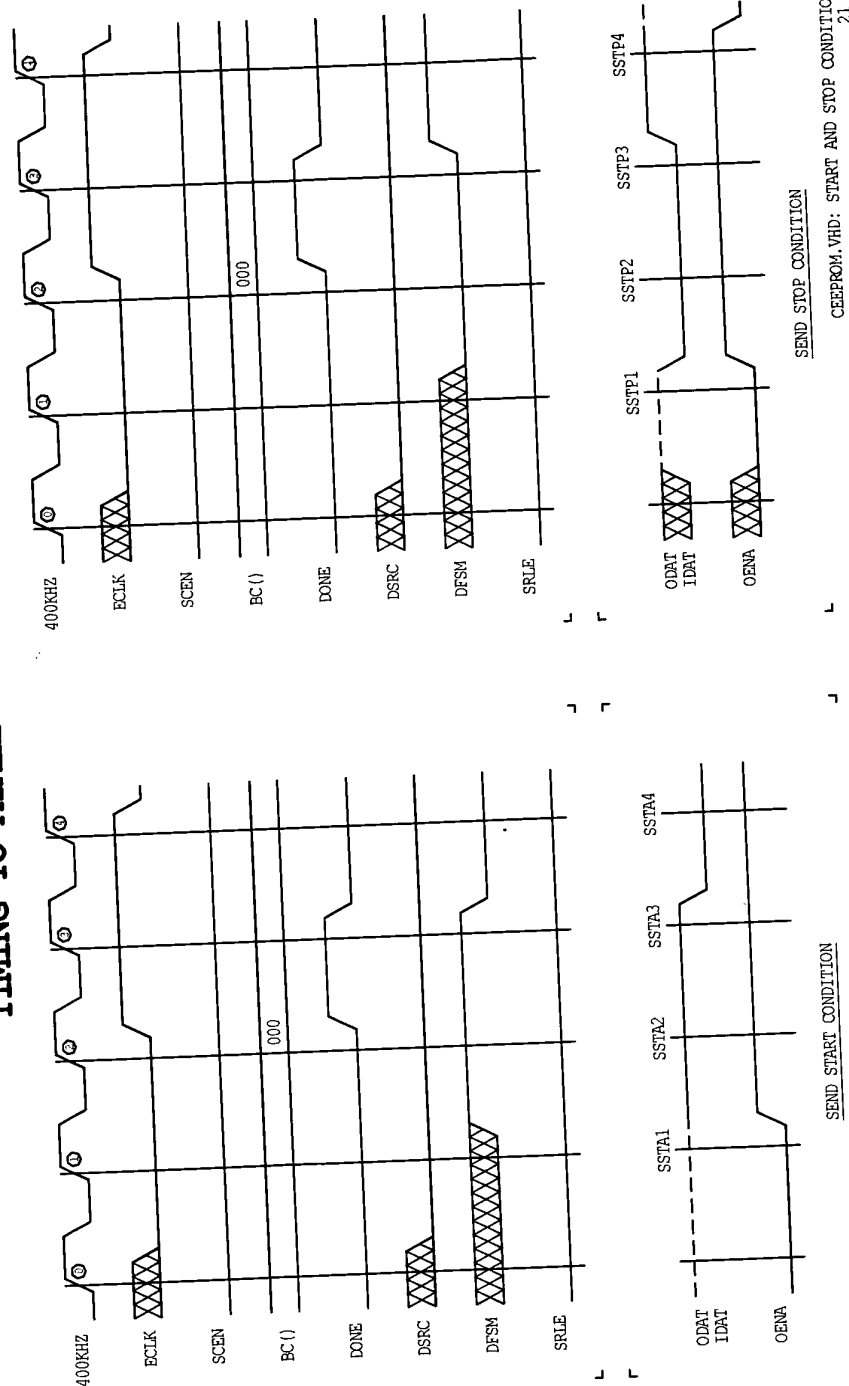 TIMING TO
400KHZ 0 1 2 3 4
ECLK
SCEN
BC() 000
DONE
DSRC
DFSM
SRLE
SSTA1 SSTA2 SSTA3 SSTA4
ODAT
IDAT
OENA
SEND START CONDITION
400KHZ 0 1 2 3 4
ECLK
SCEN
BC() 000
DONE
DSRC
DFSM
SRLE
SSTP1 SSTP2 SSTP3 SSTP4
ODAT
IDAT
OENA
SEND STOP CONDITION
CEEPROM.VHD: START AND STOP CONDITIO
21